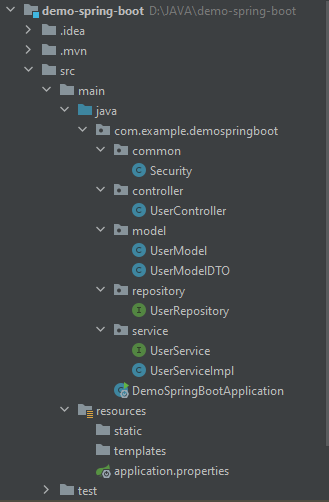 demo-spring-boot D:\JAVA\demo-spring-boot
.idea
.mvn
src
main
java
com.example.demospringboot
common
Security
controller
UserController
model
UserModel
UserModelDTO
repository
UserRepository
service
UserService
UserServiceImpl
DemoSpringBootApplication
resources
static
templates
application.properties
test